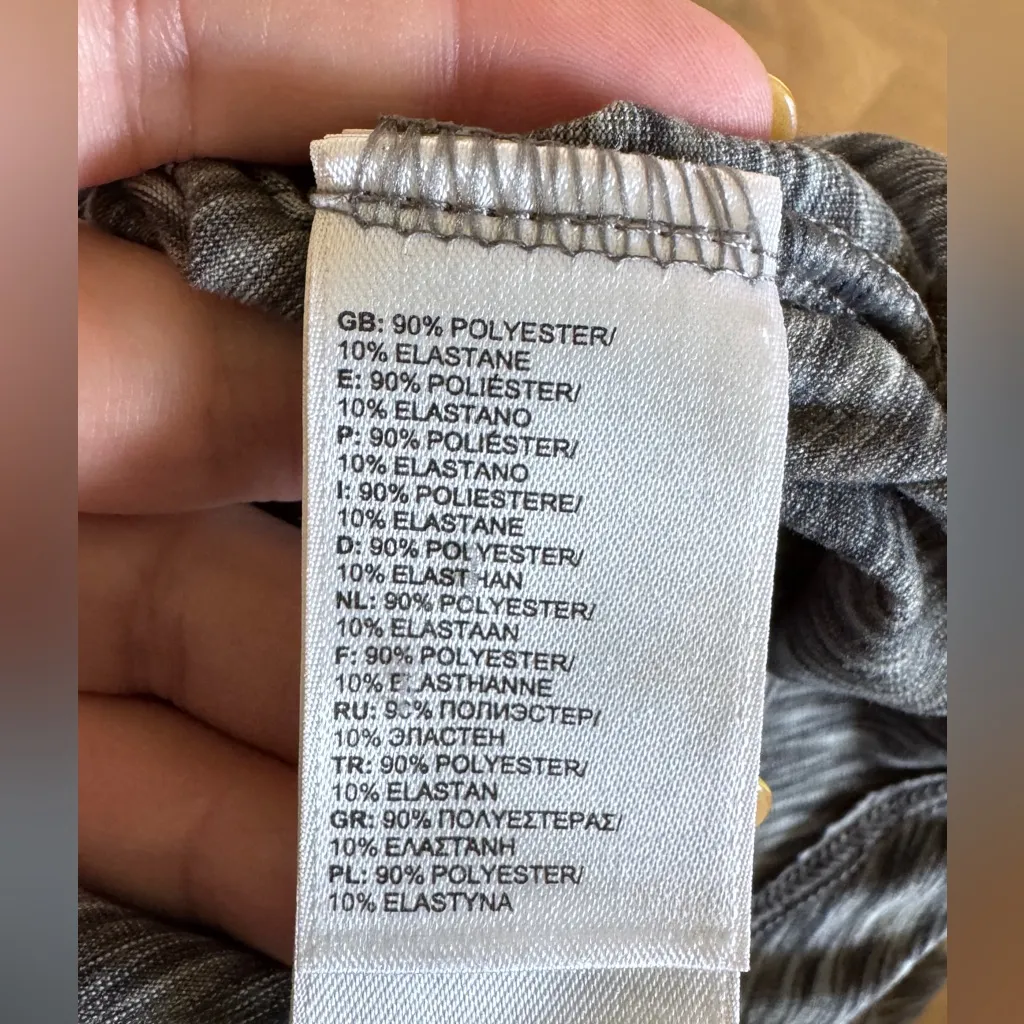 GB: 90% POLYESTER/
10% ELASTANE
E: 90% POLIÉSTER/
10% ELASTANO
P: 90% POLIÉSTER/
10% ELASTANO
I: 90% POLIESTERE/
10% ELASTANE
D: 90% POLYESTER/
10% ELASTHAN
NL: 90% POLYESTER/
10% ELASTAAN
F: 90% POLYESTER/
10% ELASTHANNE
RU: 90% ПОЛИЭСТЕР/
10% ЭЛАСТЕН
TR: 90% POLYESTER/
10% ELASTAN
GR: 90% ΠΟΛΥΕΣΤΕΡΑΣ/
10% ΕΛΑΣΤΑΝΗ
PL: 90% POLYESTER/
10% ELASTYNA